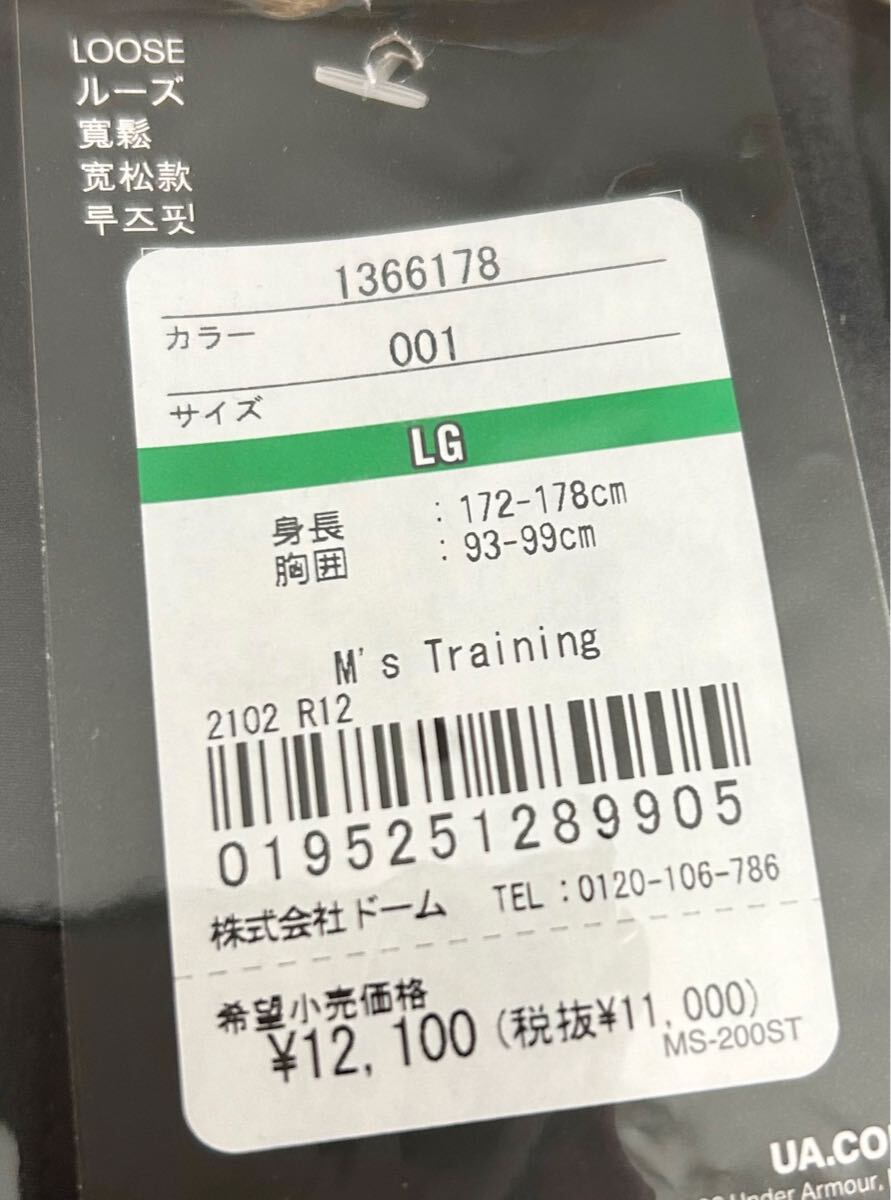 LOOSE
ルーズ
寬鬆
宽松款
루즈핏
1366178
カラー 001
サイズ
LG
身長 : 172-178cm
胸囲 : 93-99cm
M's Training
2102 R12
0195251289905
株式会社ドーム TEL:0120-106-786
希望小売価格
¥12,100 (税抜¥11,000)
MS-200ST
UA.CO
Under Armour,